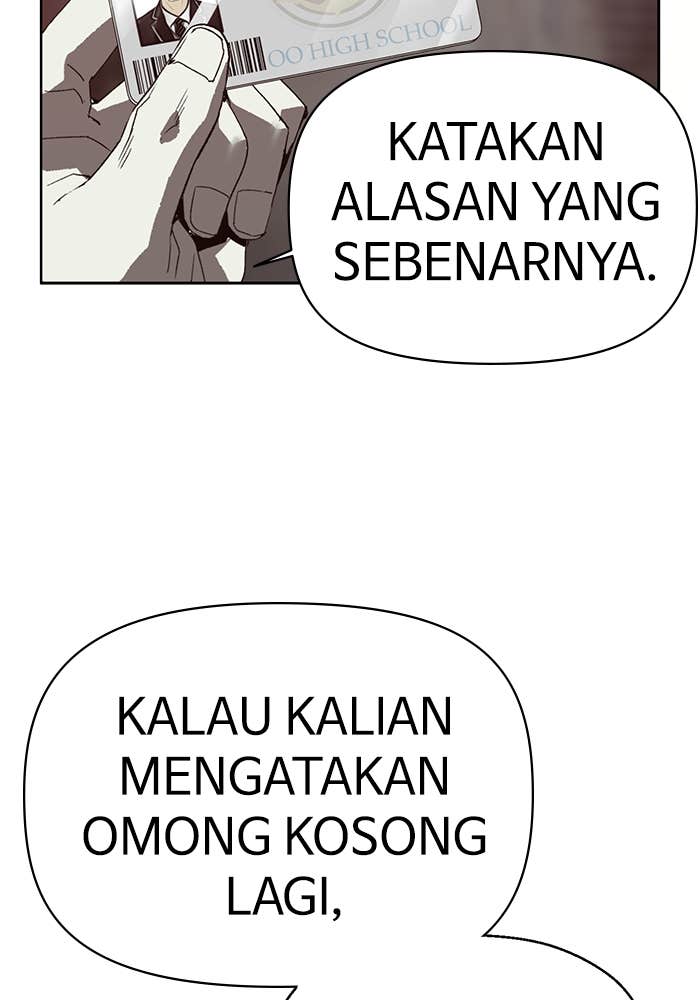 OO HIGH SCHOOL
KATAKAN
ALASAN YANG
SEBENARNYA.
KALAU KALIAN
MENGATAKAN
OMONG KOSONG
LAGI,